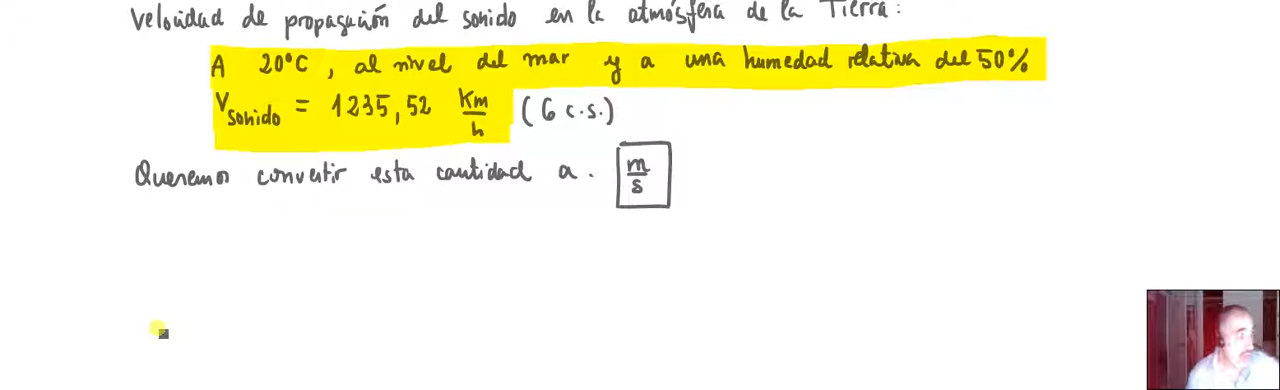 Velocidad de propagación del sonido en la atmósfera de la Tierra:
A 20°C, al nivel del mar y a una humedad relativa del 50%
Vsonido = 1235,52 Km/h (6 c.s.)
Queremos convertir esta cantidad a. m/s